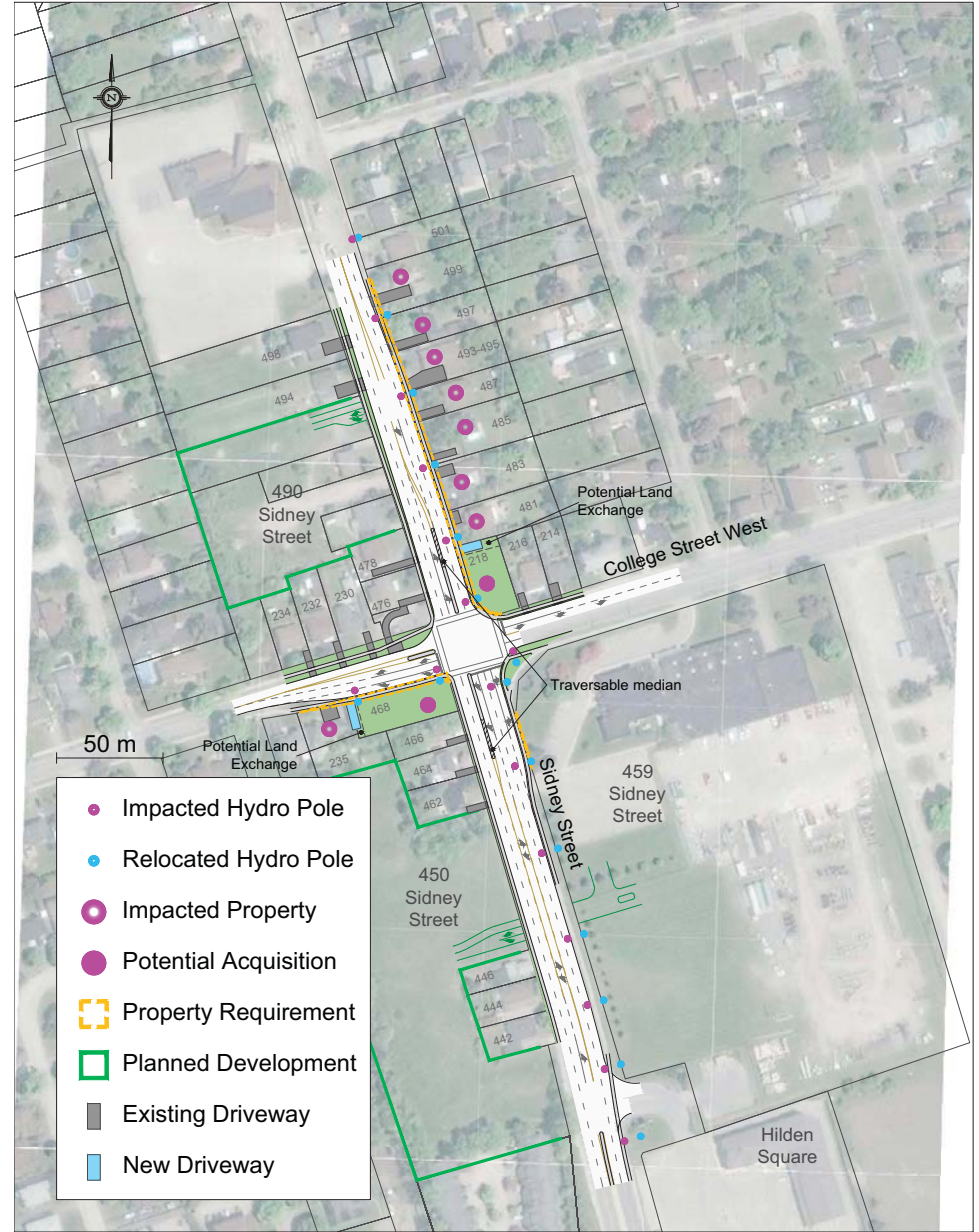 N
501
499
497
493-495
487
485
483
481
498
494
490
Sidney
Street
Potential Land
Exchange
College Street West
214
216
218
478
476
230
232
234
Traversable median
468
466
464
462
235
Potential Land
Exchange
50 m
Sidney Street
459
Sidney
Street
450
Sidney
Street
446
444
442
Hilden
Square
Impacted Hydro Pole
Relocated Hydro Pole
Impacted Property
Potential Acquisition
Property Requirement
Planned Development
Existing Driveway
New Driveway